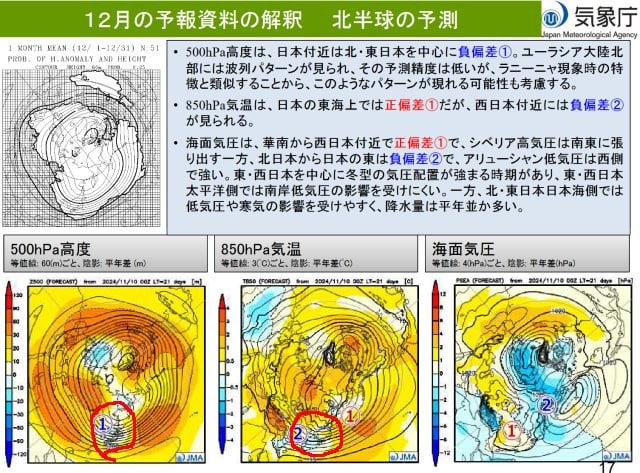 12月の予報資料の解釈　北半球の予測
気象庁
Japan Meteorological Agency
1 MONTH MEAN (12/ 1-12/31) N:51
PROB. OF H.ANOMALY AND HEIGHT
CONTOUR HEIGHT: 60m
• 500hPa高度は、日本付近は北・東日本を中心に負偏差①。ユーラシア大陸北
部には波列パターンが見られ、その予測精度は低いが、ラニーニャ現象時の特
徴と類似することから、このようなパターンが現れる可能性も考慮する。
• 850hPa気温は、日本の東海上では正偏差①だが、西日本付近には負偏差②
が見られる。
• 海面気圧は、華南から西日本付近で正偏差①で、シベリア高気圧は南東に張
り出す一方、北日本から日本の東は負偏差②で、アリューシャン低気圧は西側
で強い。東・西日本を中心に冬型の気圧配置が強まる時期があり、東・西日本
太平洋側では南岸低気圧の影響を受けにくい。一方、北・東日本日本海側では
低気圧や寒気の影響を受けやすく、降水量は平年並か多い。
500hPa高度
等値線: 60(m)ごと、陰影: 平年差(m)
850hPa気温
等値線: 3(℃)ごと、陰影: 平年差(℃)
海面気圧
等値線: 4(hPa)ごと、陰影: 平年差(hPa)
Z500 (FORECAST) from 2024/11/10 00Z LT=21 days [m]
T850 (FORECAST) from 2024/11/10 00Z LT=21 days [C]
PSEA (FORECAST) from 2024/11/10 00Z LT=21 days [hPa]
1
2
1
1
2
JMA
JMA
JMA
17